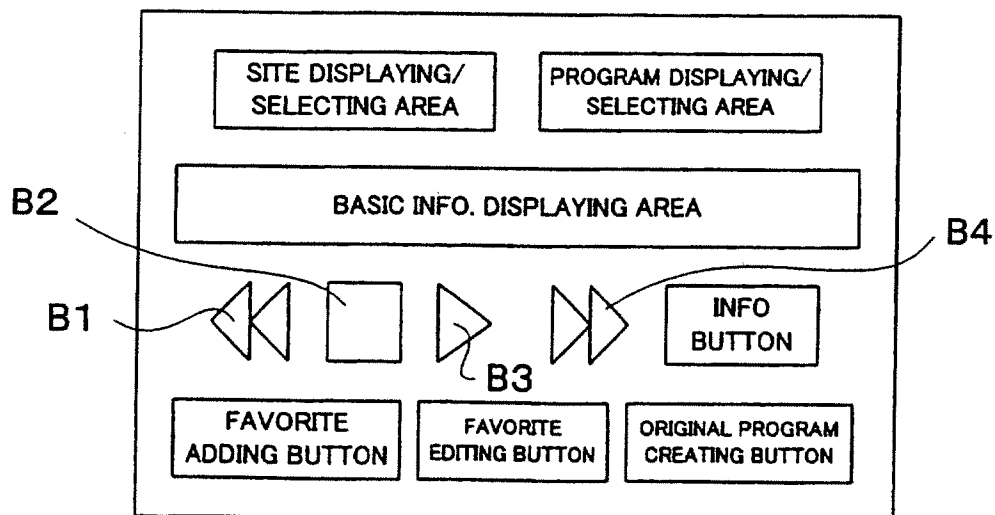 SITE DISPLAYING/
SELECTING AREA
PROGRAM DISPLAYING/
SELECTING AREA
BASIC INFO. DISPLAYING AREA
B2
B4
B1
B3
INFO
BUTTON
FAVORITE
ADDING BUTTON
FAVORITE
EDITING BUTTON
ORIGINAL PROGRAM
CREATING BUTTON